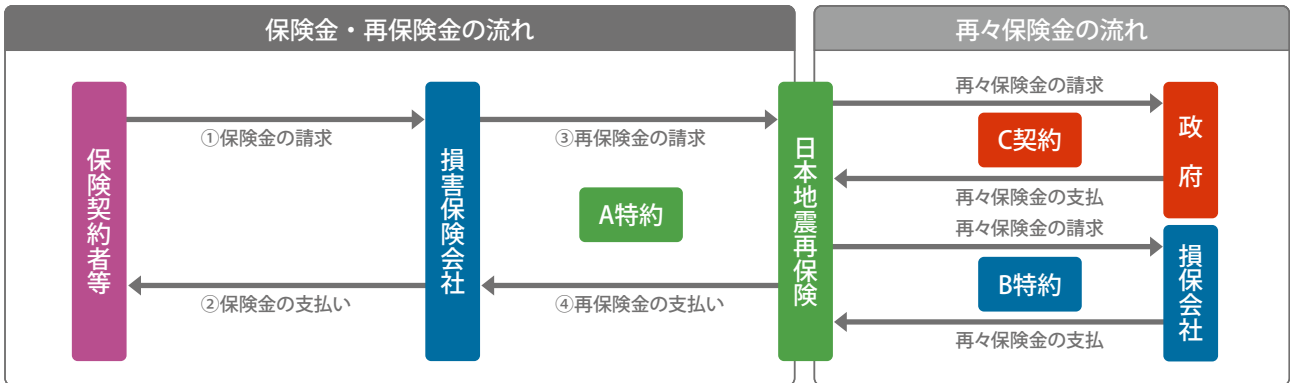 保険金・再保険金の流れ
再々保険金の流れ
保険契約者等
①保険金の請求
②保険金の支払い
損害保険会社
③再保険金の請求
A特約
④再保険金の支払い
日本地震再保険
再々保険金の請求
C契約
再々保険金の支払
政府
再々保険金の請求
B特約
再々保険金の支払
損保会社